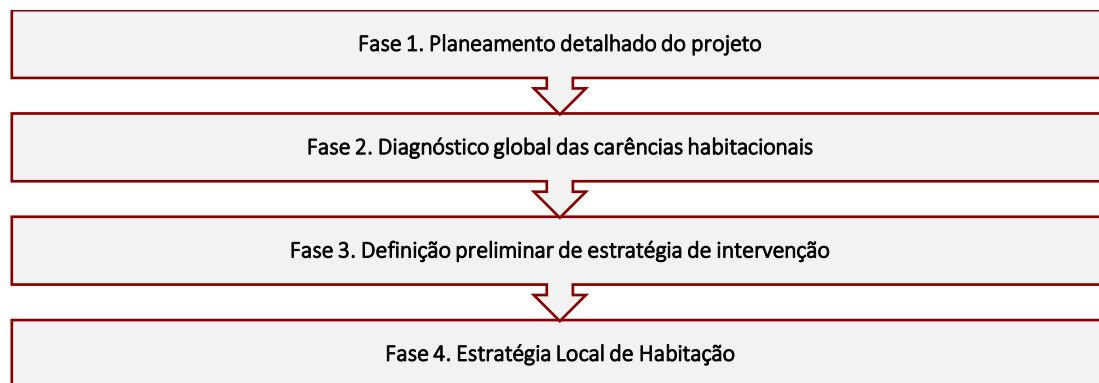 Fase 1. Planeamento detalhado do projeto
Fase 2. Diagnóstico global das carências habitacionais
Fase 3. Definição preliminar de estratégia de intervenção
Fase 4. Estratégia Local de Habitação